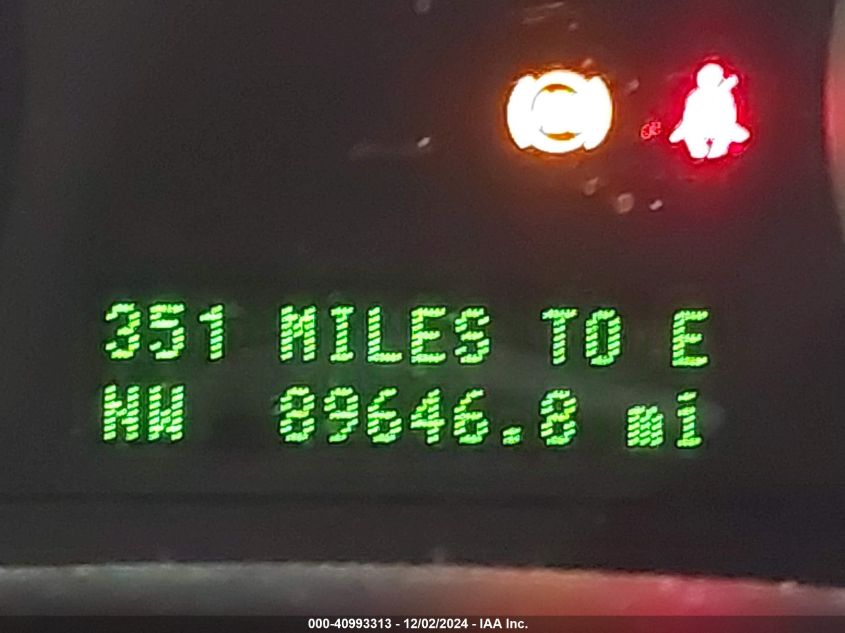 351 MILES TO E
NW 89646.8 mi
000-40993313 - 12/02/2024 - IAA Inc.